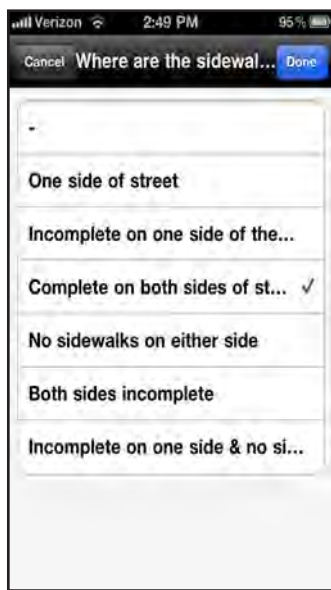 Verizon 2:49 PM 95%
Cancel Where are the sidewal... Done
-
One side of street
Incomplete on one side of the...
Complete on both sides of st... ✓
No sidewalks on either side
Both sides incomplete
Incomplete on one side & no si...